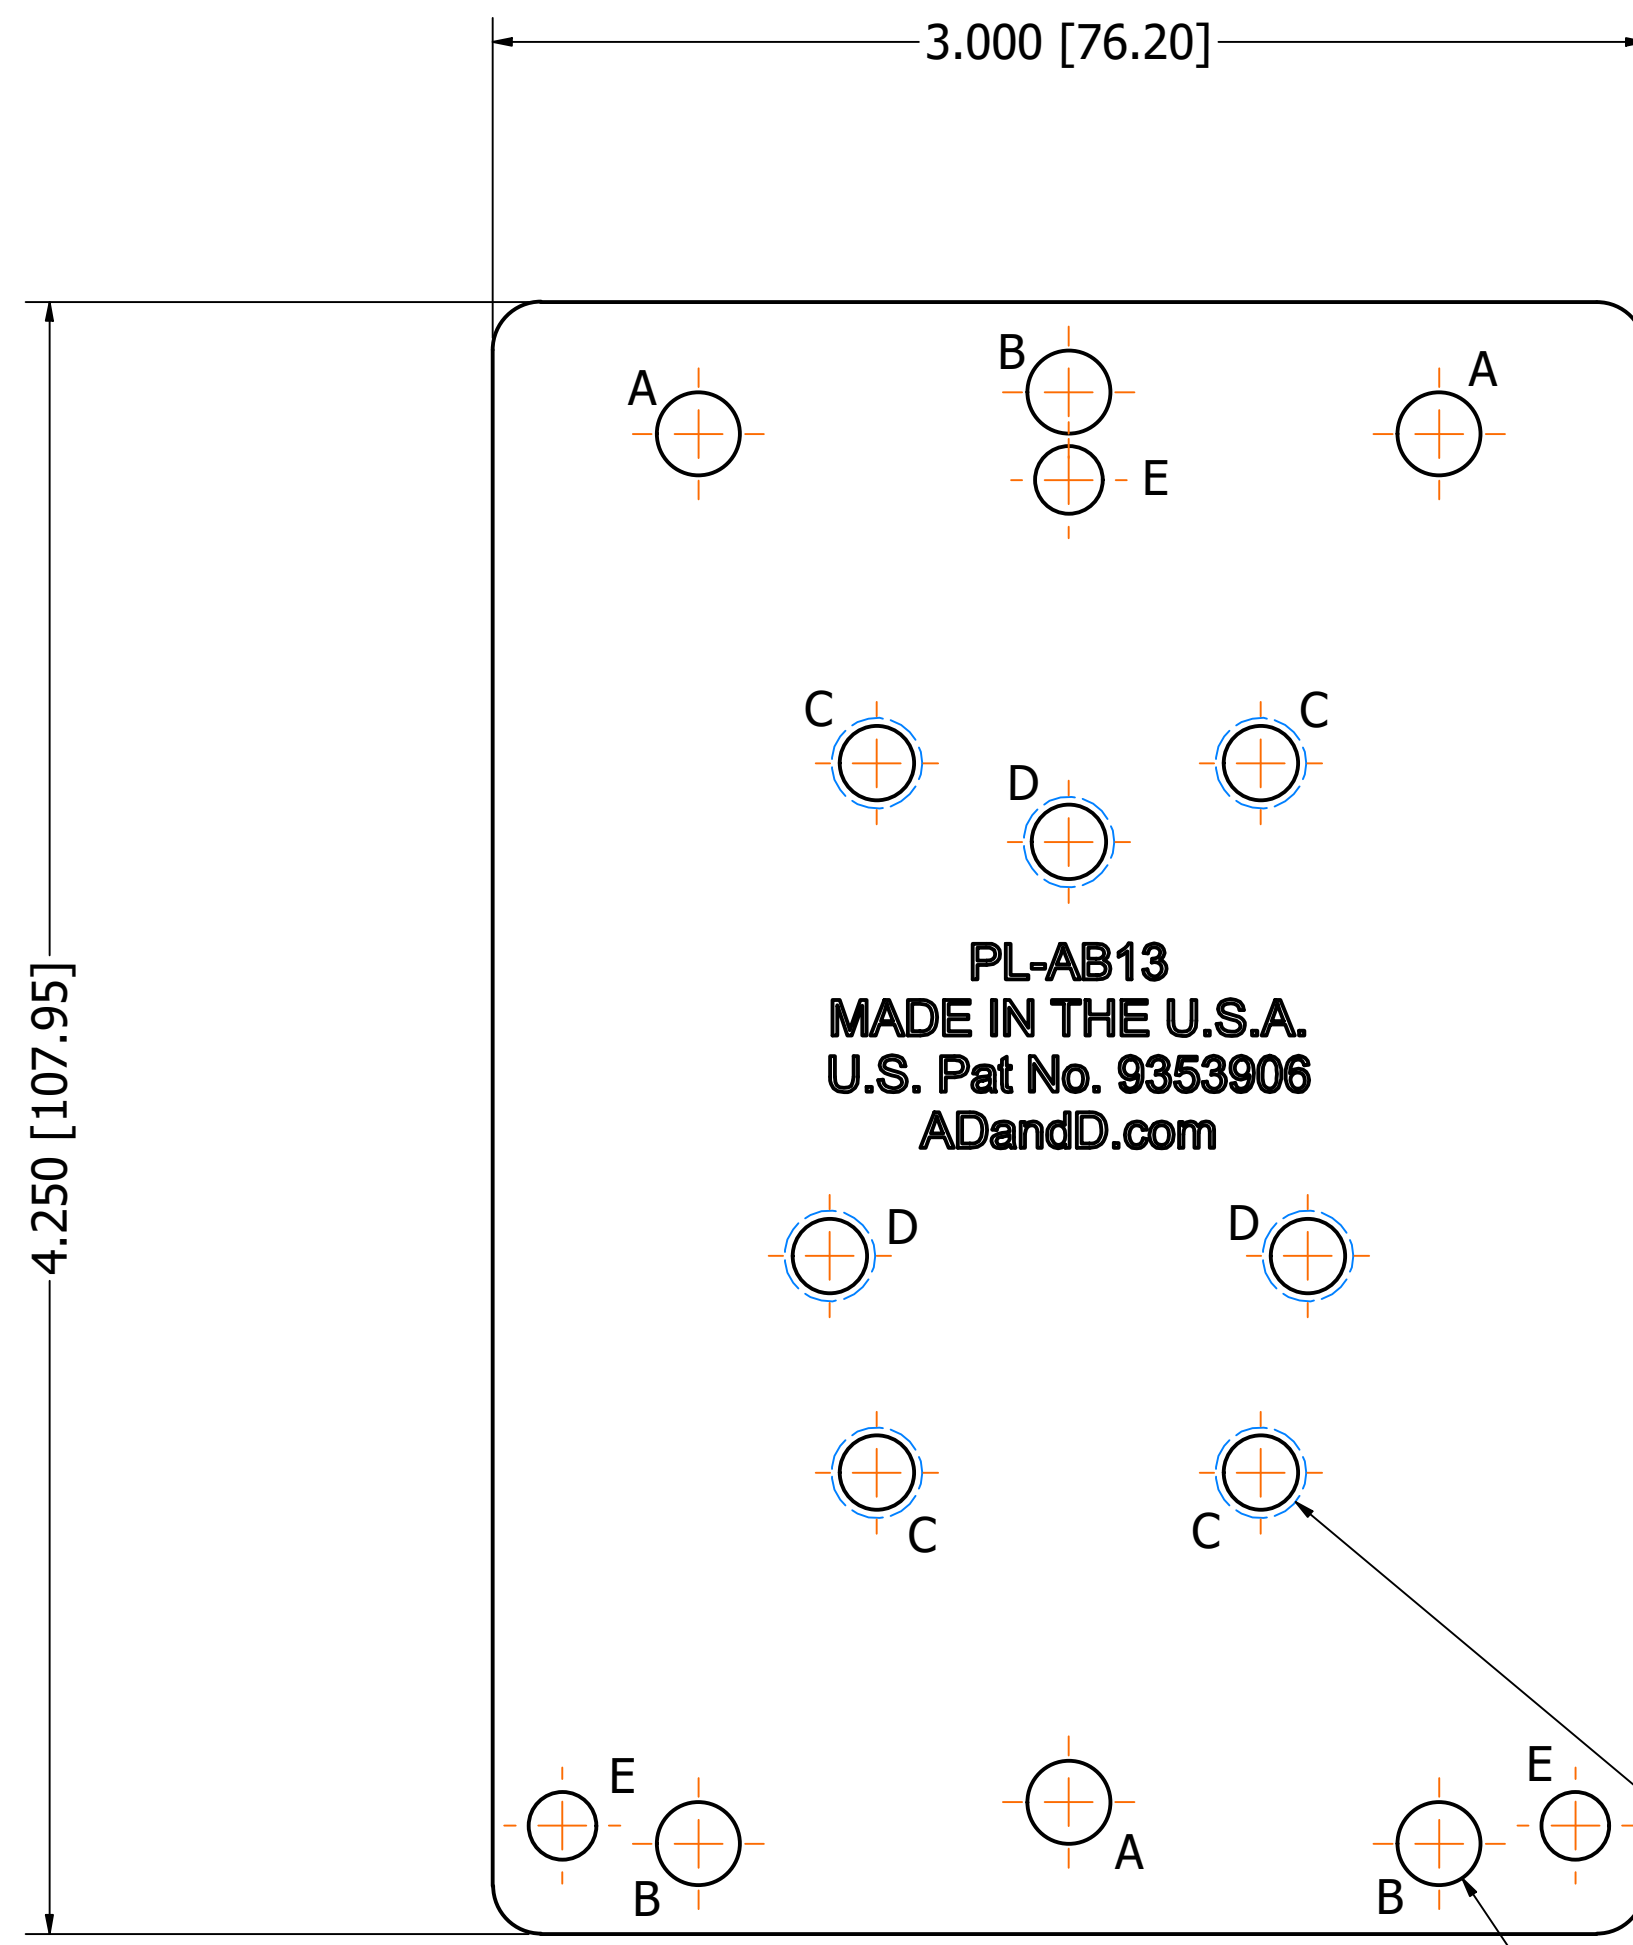 3.000 [76.20]
B
A
A
E
C
C
D
PL-AB13
MADE IN THE U.S.A.
U.S. Pat No. 9353906
ADandD.com
4.250 [107.95]
D
D
C
C
E
E
A
B
B